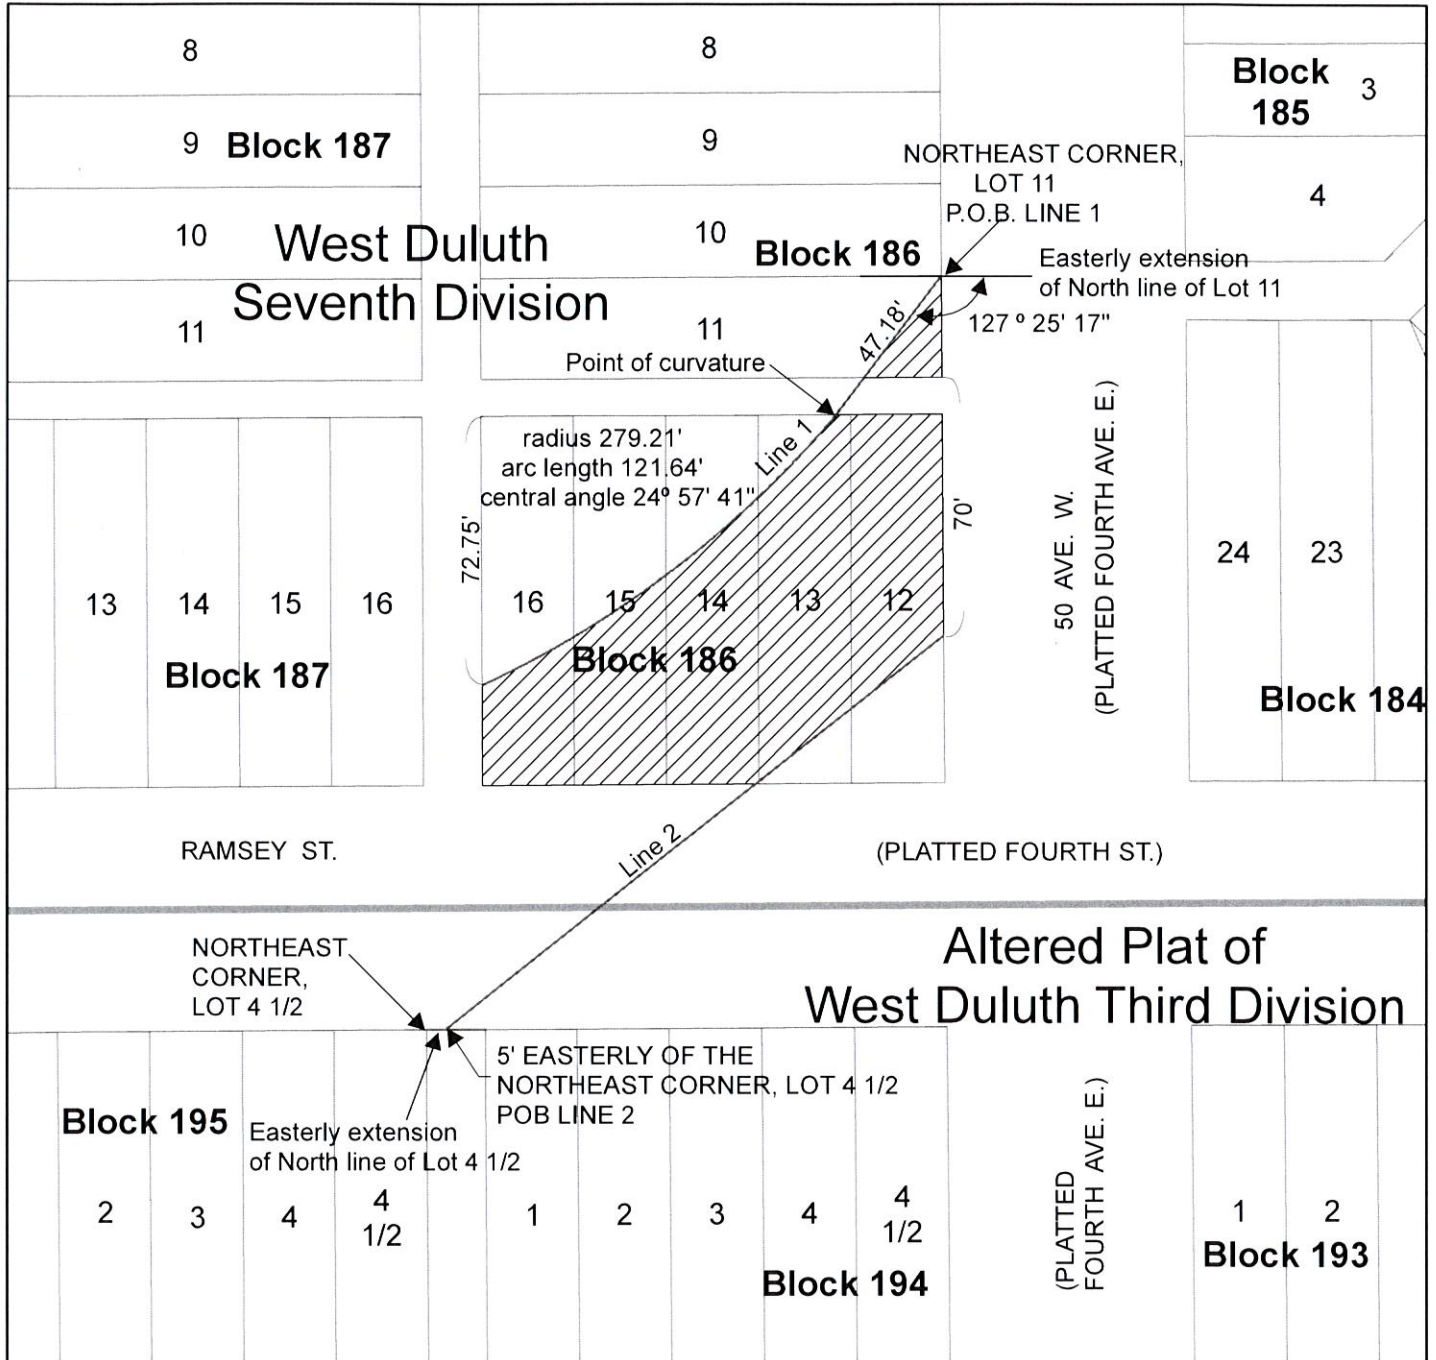 8
8
Block
185
3
9
Block 187
9
NORTHEAST CORNER,
LOT 11
P.O.B. LINE 1
4
10
West Duluth
Seventh Division
10
Block 186
Easterly extension
of North line of Lot 11
11
11
47.18'
127 º 25' 17"
Point of curvature
radius 279.21'
arc length 121.64'
central angle 24º 57' 41"
Line 1
72.75'
70'
50 AVE. W.
(PLATTED FOURTH AVE. E.)
24
23
13
14
15
16
16
15
14
13
12
Block 187
Block 186
Block 184
RAMSEY ST.
Line 2
(PLATTED FOURTH ST.)
NORTHEAST
CORNER,
LOT 4 1/2
Altered Plat of
West Duluth Third Division
5' EASTERLY OF THE
NORTHEAST CORNER, LOT 4 1/2
POB LINE 2
Block 195
Easterly extension
of North line of Lot 4 1/2
(PLATTED
FOURTH AVE. E.)
2
3
4
4
1/2
1
2
3
4
4
1/2
1
2
Block 193
Block 194